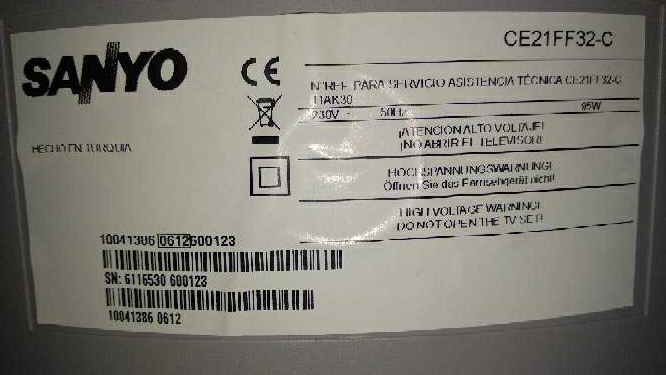 SANYO
CE
CE21FF32-C
N°REF. PARA SERVICIO ASISTENCIA TÉCNICA CE21FF32-C
11AK30
230V ~ 50Hz 95W
HECHO EN TURQUIA
¡ATENCION ALTO VOLTAJE!
¡NO ABRIR EL TELEVISOR!
HOCHSPANNUNGSWARNUNG!
Öffnen Sie das Fernsehgerät nicht!
HIGH VOLTAGE WARNING!
DO NOT OPEN THE TV SET!
10041386 0612 600123
SN: 6116530 600123
10041386 0612